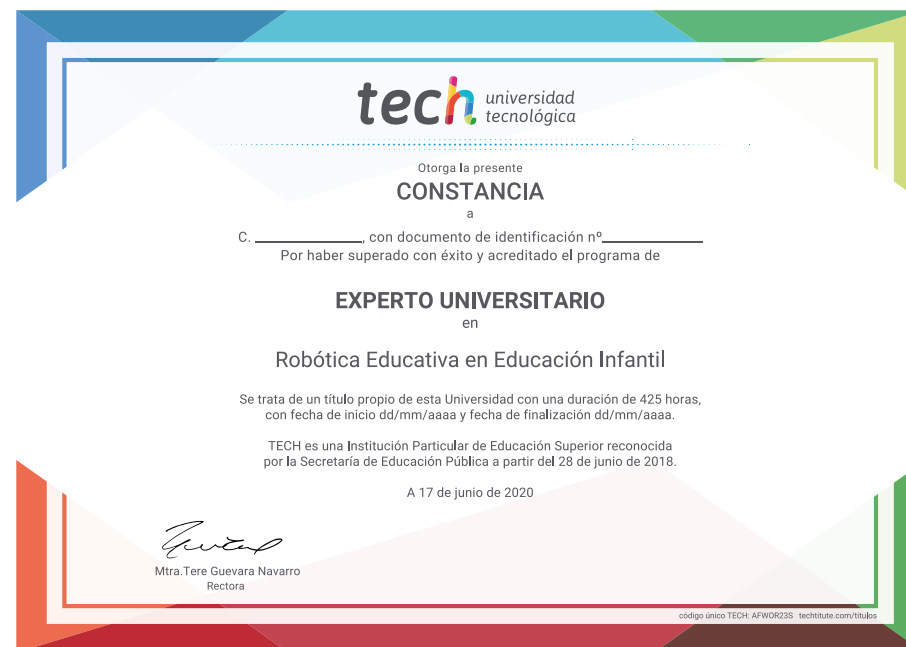 tech universidad
tecnológica
Otorga la presente
CONSTANCIA
a
C. ____________, con documento de identificación nº____________
Por haber superado con éxito y acreditado el programa de
EXPERTO UNIVERSITARIO
en
Robótica Educativa en Educación Infantil
Se trata de un título propio de esta Universidad con una duración de 425 horas,
con fecha de inicio dd/mm/aaaa y fecha de finalización dd/mm/aaaa.
TECH es una Institución Particular de Educación Superior reconocida
por la Secretaría de Educación Pública a partir del 28 de junio de 2018.
A 17 de junio de 2020
Mtra.Tere Guevara Navarro
Rectora
código único TECH: AFWOR23S techtitute.com/titulos